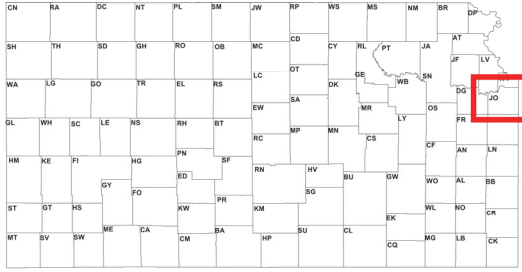 CN RA DC NT PL SM JW RP WS MS NM BR DP
CD AT
SH TH SD GH RO OB MC CY RL PT JA JF LV
LC OT GE WB SN
WA LG GO TR EL RS DK DG JO
SA MR OS
EW
GL WH SC LE NS RH BT LY FR
RC MP MN CS
HM KE FI HG PN SF CF AN LN
RN HV
ED BU GW WO AL BB
GY FO SG
ST GT HS KW PR KM WL NO CR
EK
MT SV SW ME CA CM BA HP SU CL CQ MG LB CK